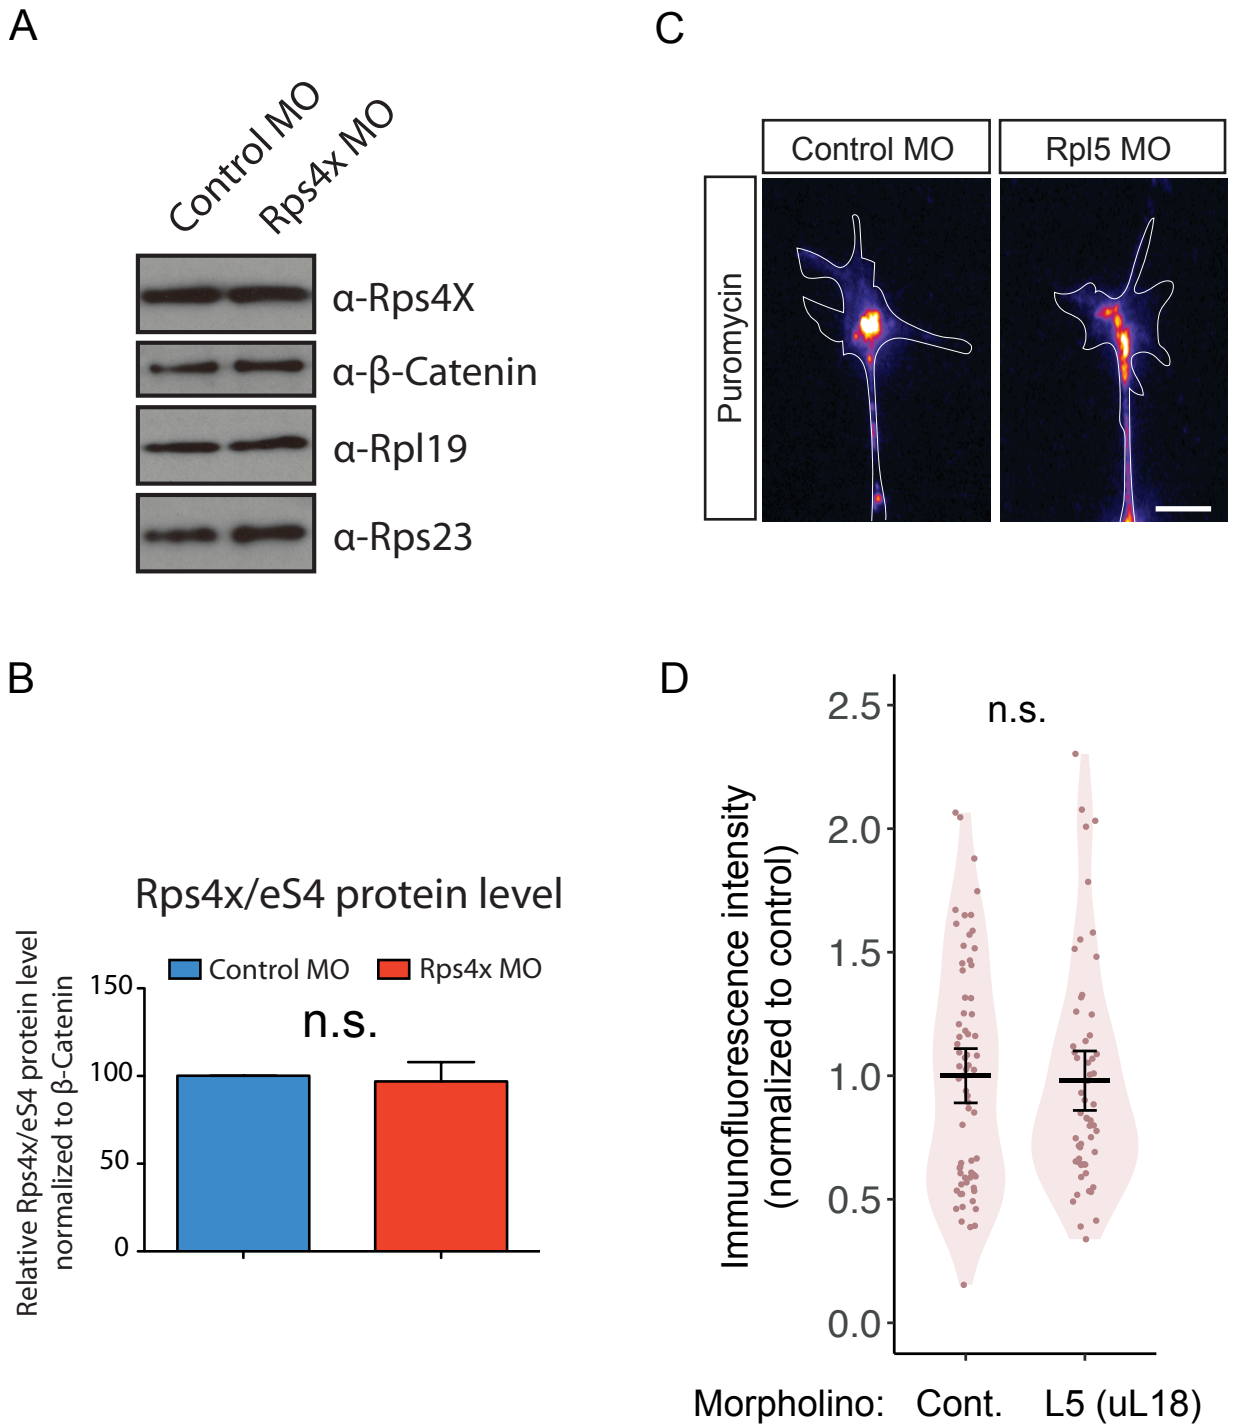 A
Control MO
Rps4x MO
α-Rps4X
α-β-Catenin
α-Rpl19
α-Rps23
B
Rps4x/eS4 protein level
Control MO
Rps4x MO
Relative Rps4x/eS4 protein level
normalized to β-Catenin
150
100
50
0
n.s.
C
Control MO
Rpl5 MO
Puromycin
D
n.s.
Immunofluorescence intensity
(normalized to control)
2.5
2.0
1.5
1.0
0.5
0.0
Morpholino: Cont. L5 (uL18)